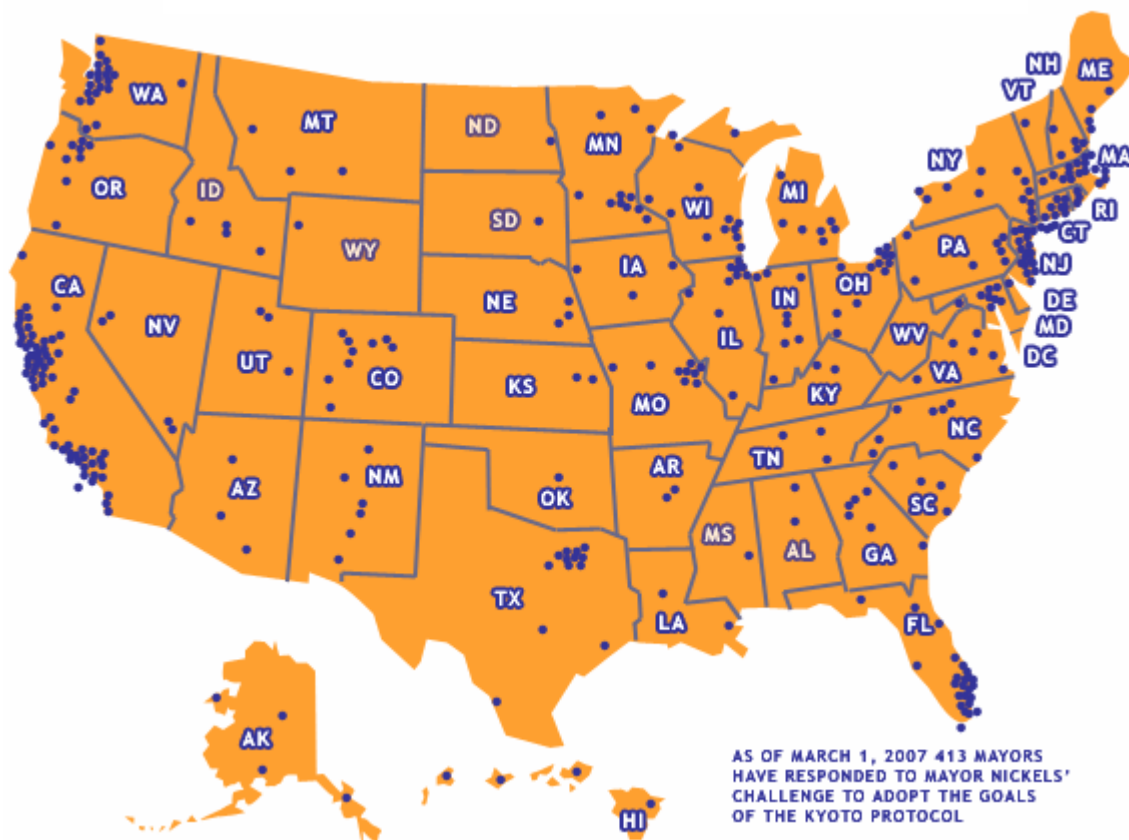 NH
ME
VT
WA
MT
ND
MN
NY
MA
OR
ID
MI
SD
WI
RI
WY
PA
CT
CA
IA
NJ
NE
OH
IN
DE
NV
IL
WV
MD
UT
CO
DC
KS
VA
MO
KY
NC
TN
AR
AZ
NM
OK
SC
MS
AL
GA
TX
LA
FL
AK
HI
AS OF MARCH 1, 2007 413 MAYORS
HAVE RESPONDED TO MAYOR NICKELS'
CHALLENGE TO ADOPT THE GOALS
OF THE KYOTO PROTOCOL